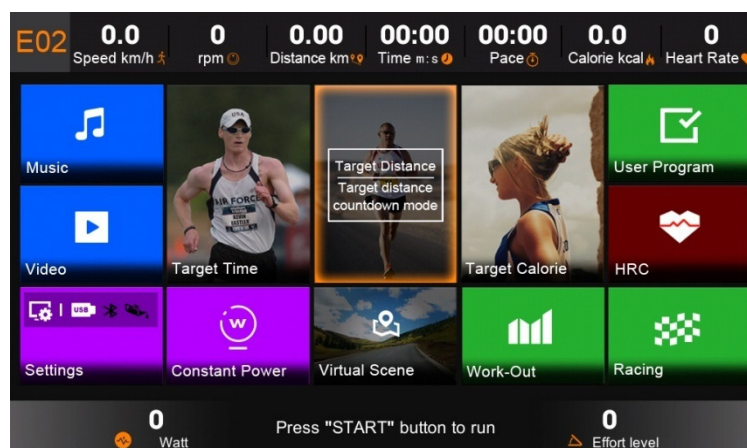 E02
0.0
Speed km/h
0
rpm
0.00
Distance km
00:00
Time m:s
00:00
Pace
0.0
Calorie kcal
0
Heart Rate
Music
Video
Target Time
Target Distance
Target distance
countdown mode
Target Calorie
User Program
HRC
USB
Settings
w
Constant Power
Virtual Scene
Work-Out
Racing
0
Watt
Press "START" button to run
0
Effort level